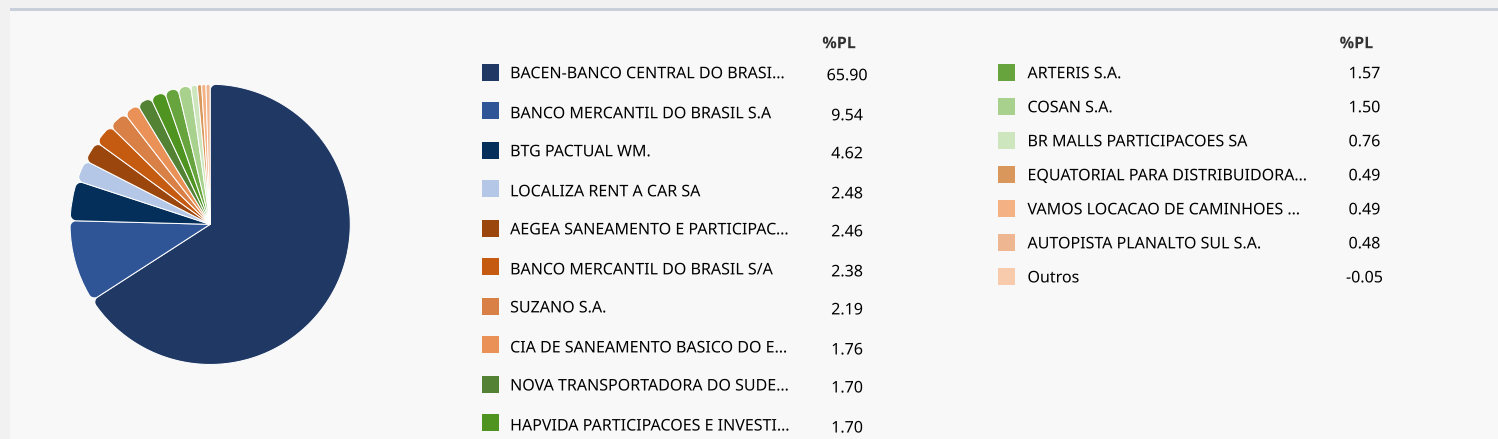 %PL
BACEN-BANCO CENTRAL DO BRASI... 65.90
BANCO MERCANTIL DO BRASIL S.A 9.54
BTG PACTUAL WM. 4.62
LOCALIZA RENT A CAR SA 2.48
AEGEA SANEAMENTO E PARTICIPAC... 2.46
BANCO MERCANTIL DO BRASIL S/A 2.38
SUZANO S.A. 2.19
CIA DE SANEAMENTO BASICO DO E... 1.76
NOVA TRANSPORTADORA DO SUDE... 1.70
HAPVIDA PARTICIPACOES E INVESTI... 1.70
%PL
ARTERIS S.A. 1.57
COSAN S.A. 1.50
BR MALLS PARTICIPACOES SA 0.76
EQUATORIAL PARA DISTRIBUIDORA... 0.49
VAMOS LOCACAO DE CAMINHOES ... 0.49
AUTOPISTA PLANALTO SUL S.A. 0.48
Outros -0.05